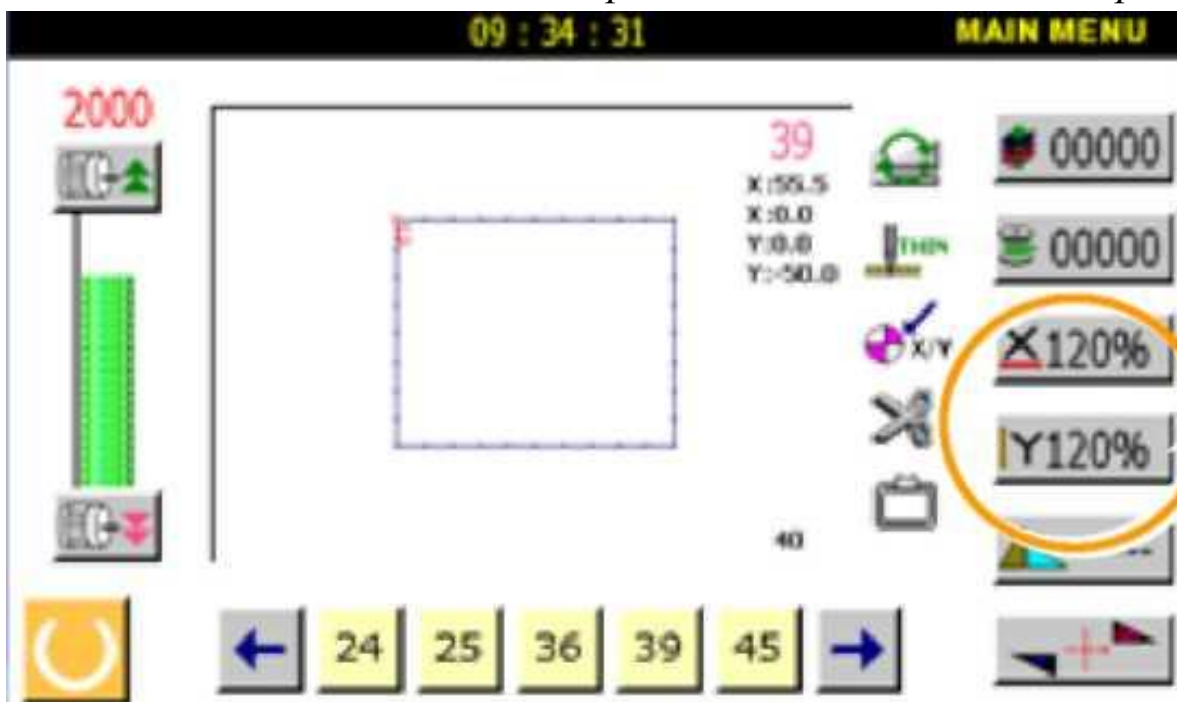 09 : 34 : 31
MAIN MENU
2000
39
X:55.5
X:0.0
Y:0.0
Y:-50.0
THIN
X/Y
40
00000
00000
X120%
Y120%
24 25 36 39 45